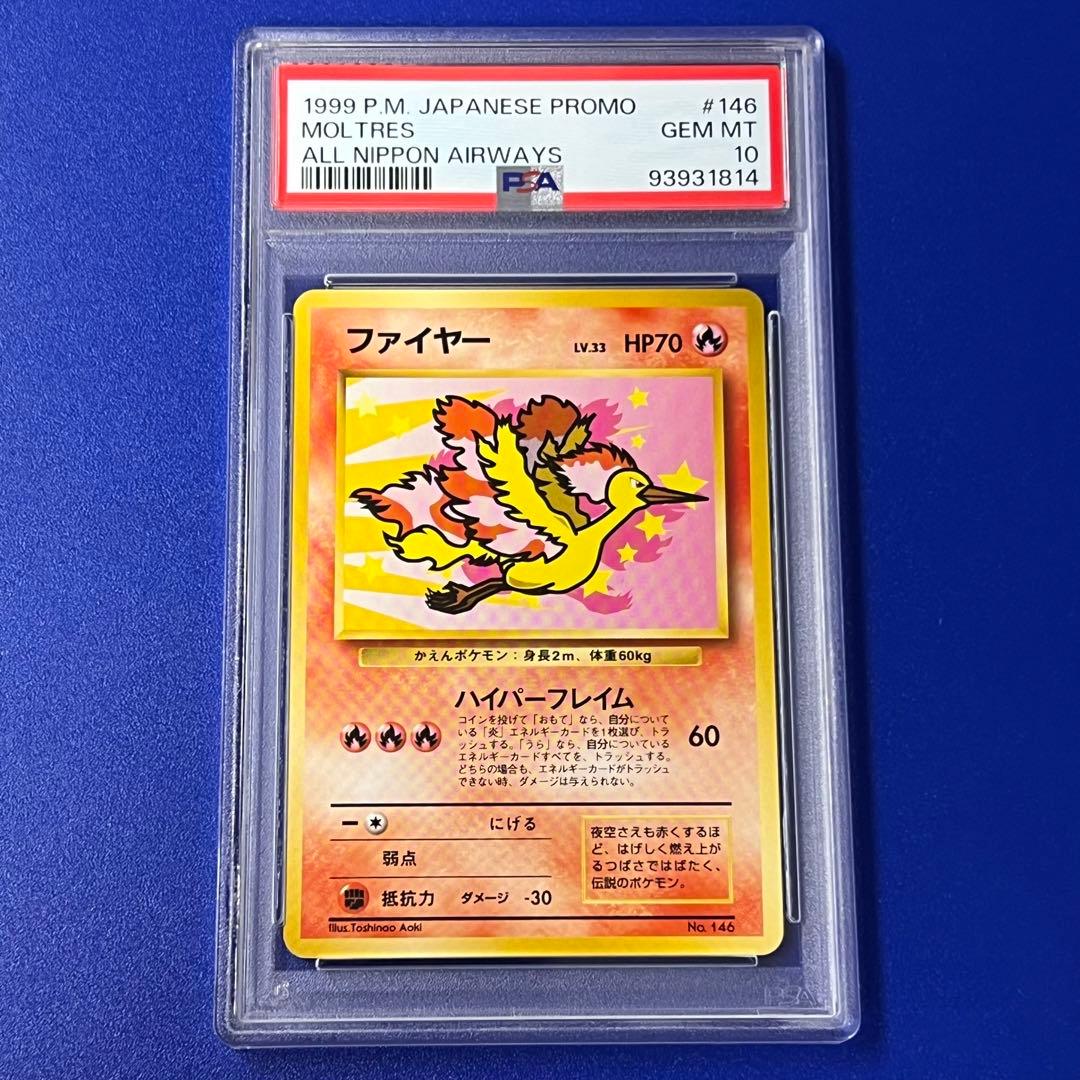 1999 P.M. JAPANESE PROMO #146
MOLTRES GEM MT
ALL NIPPON AIRWAYS 10
PSA 93931814
ファイヤー LV.33 HP70
かえんポケモン：身長2m、体重60kg
ハイパーフレイム
コインを投げて「おもて」なら、自分についてい
いる「炎」エネルギーカードを1枚選び、トラ
ッシュする。「うら」なら、自分についている
エネルギーカードすべてを、トラッシュする。
どちらの場合も、エネルギーカードがトラッシュ
できない時、ダメージは与えられない。
60
ー にげる
弱点
抵抗力 ダメージ -30
夜空さえも赤くするほ
ど、はげしく燃え上が
るつばさではばたく、
伝説のポケモン。
Illus.Toshinao Aoki No. 146
PSA